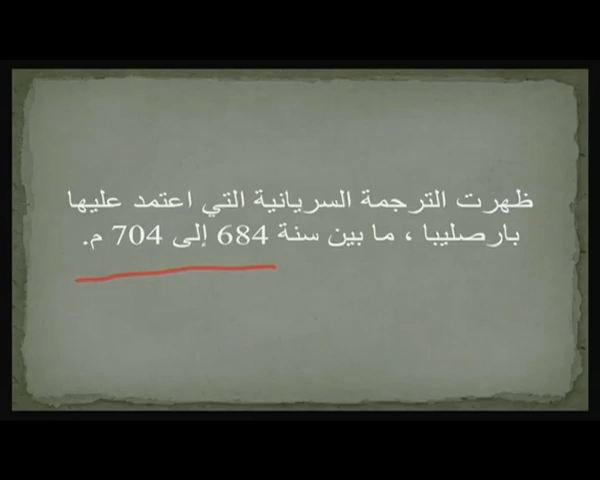 ظهرت الترجمة السريانية التي اعتمد عليها
بارصليبا ، ما بين سنة 684 إلى 704 م.